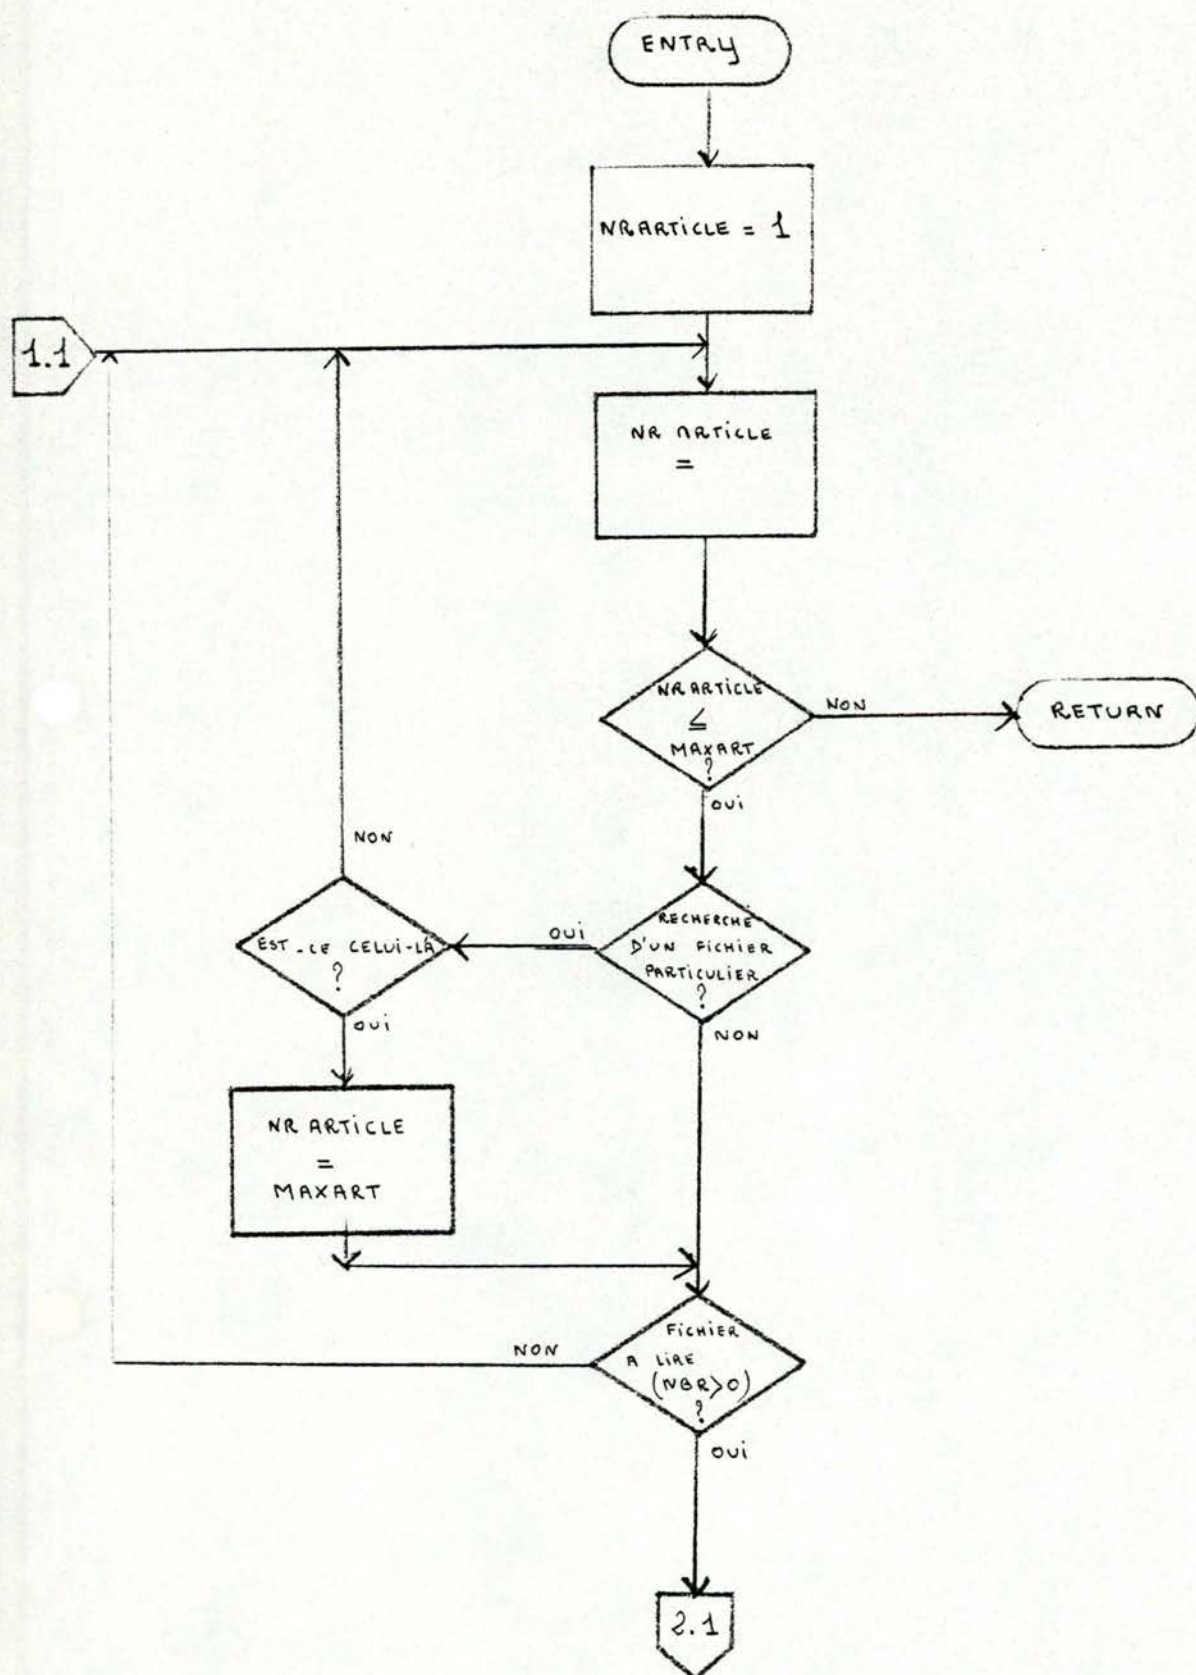 ENTRY
NRARTICLE = 1
1.1
NR ARTICLE
=
NR ARTICLE
≤
MAXART
?
NON
RETURN
OUI
NON
RECHERCHE
D'UN FICHIER
PARTICULIER
?
OUI
EST-CE CELUI-LÀ
?
OUI
NON
NR ARTICLE
=
MAXART
FICHIER
A LIRE
(NBR>0)
?
NON
OUI
2.1